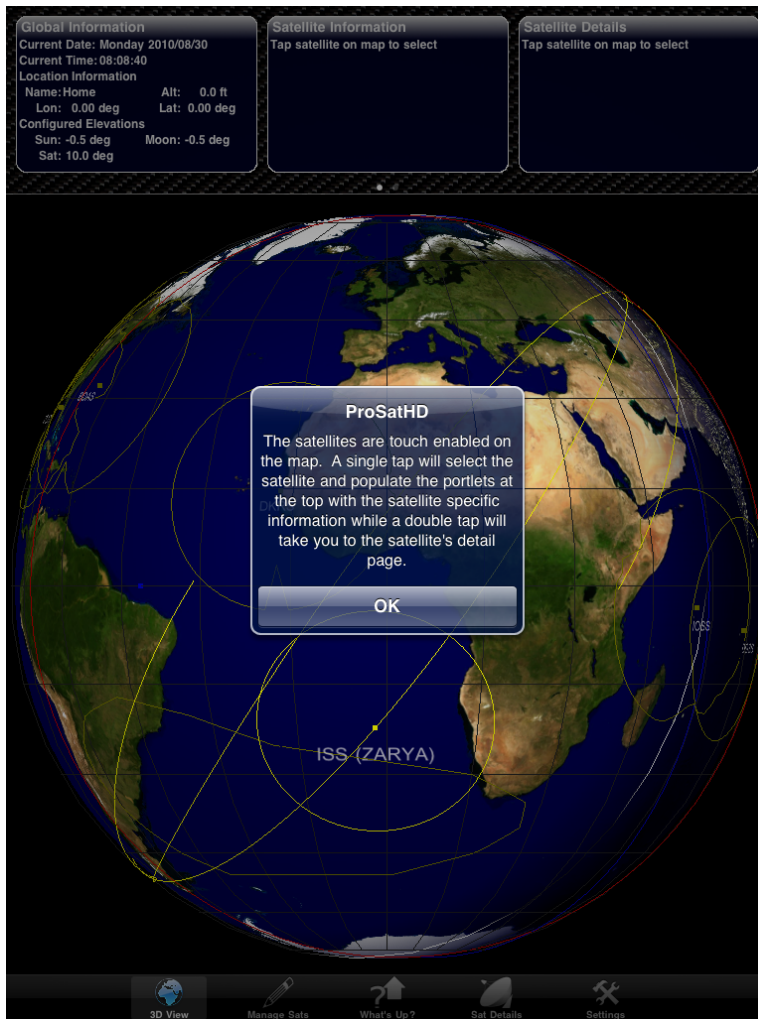 Global Information
Current Date: Monday 2010/08/30
Current Time: 08:08:40
Location Information
Name: Home Alt: 0.0 ft
Lon: 0.00 deg Lat: 0.00 deg
Configured Elevations
Sun: -0.5 deg Moon: -0.5 deg
Sat: 10.0 deg
Satellite Information
Tap satellite on map to select
Satellite Details
Tap satellite on map to select
ProSatHD
The satellites are touch enabled on
the map. A single tap will select the
satellite and populate the portlets at
the top with the satellite specific
information while a double tap will
take you to the satellite's detail
page.
OK
ISS (ZARYA)
3D View
Manage Sats
What's Up?
Sat Details
Settings